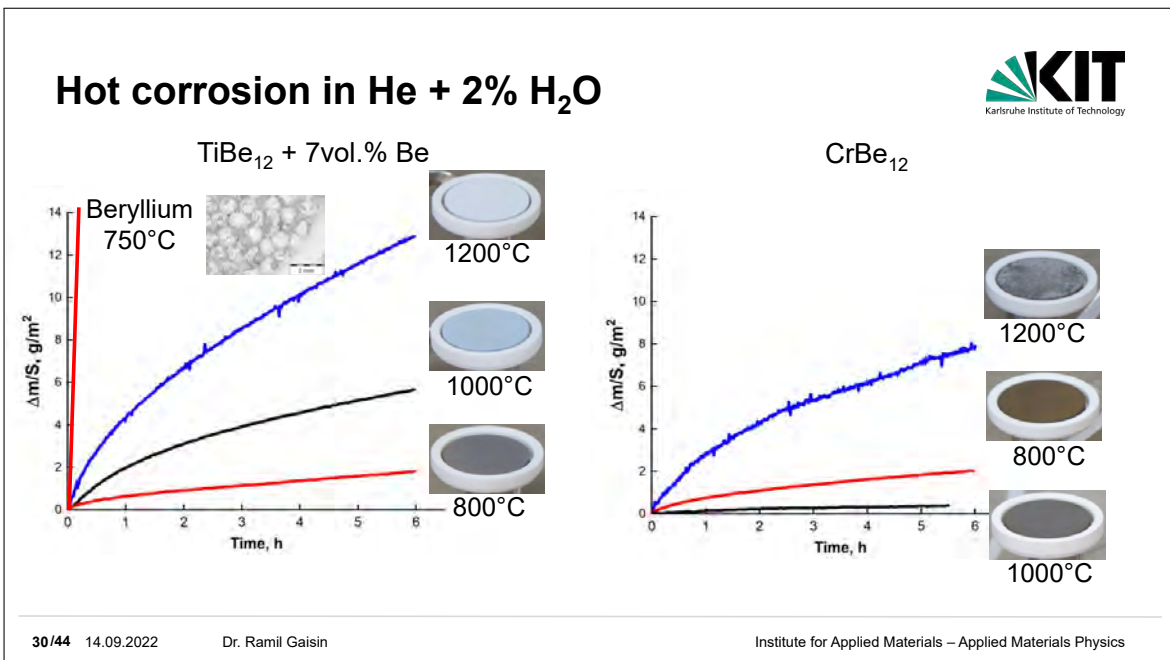 Hot corrosion in He + 2% H₂O
KIT
Karlsruhe Institute of Technology
TiBe₁₂ + 7vol.% Be
Beryllium
750°C
14
12
10
8
6
4
2
0
Δm/S, g/m²
0 1 2 3 4 5 6
Time, h
1200°C
1000°C
800°C
CrBe₁₂
14
12
10
8
6
4
2
0
Δm/S, g/m²
0 1 2 3 4 5 6
Time, h
1200°C
800°C
1000°C
30/44 14.09.2022 Dr. Ramil Gaisin Institute for Applied Materials – Applied Materials Physics